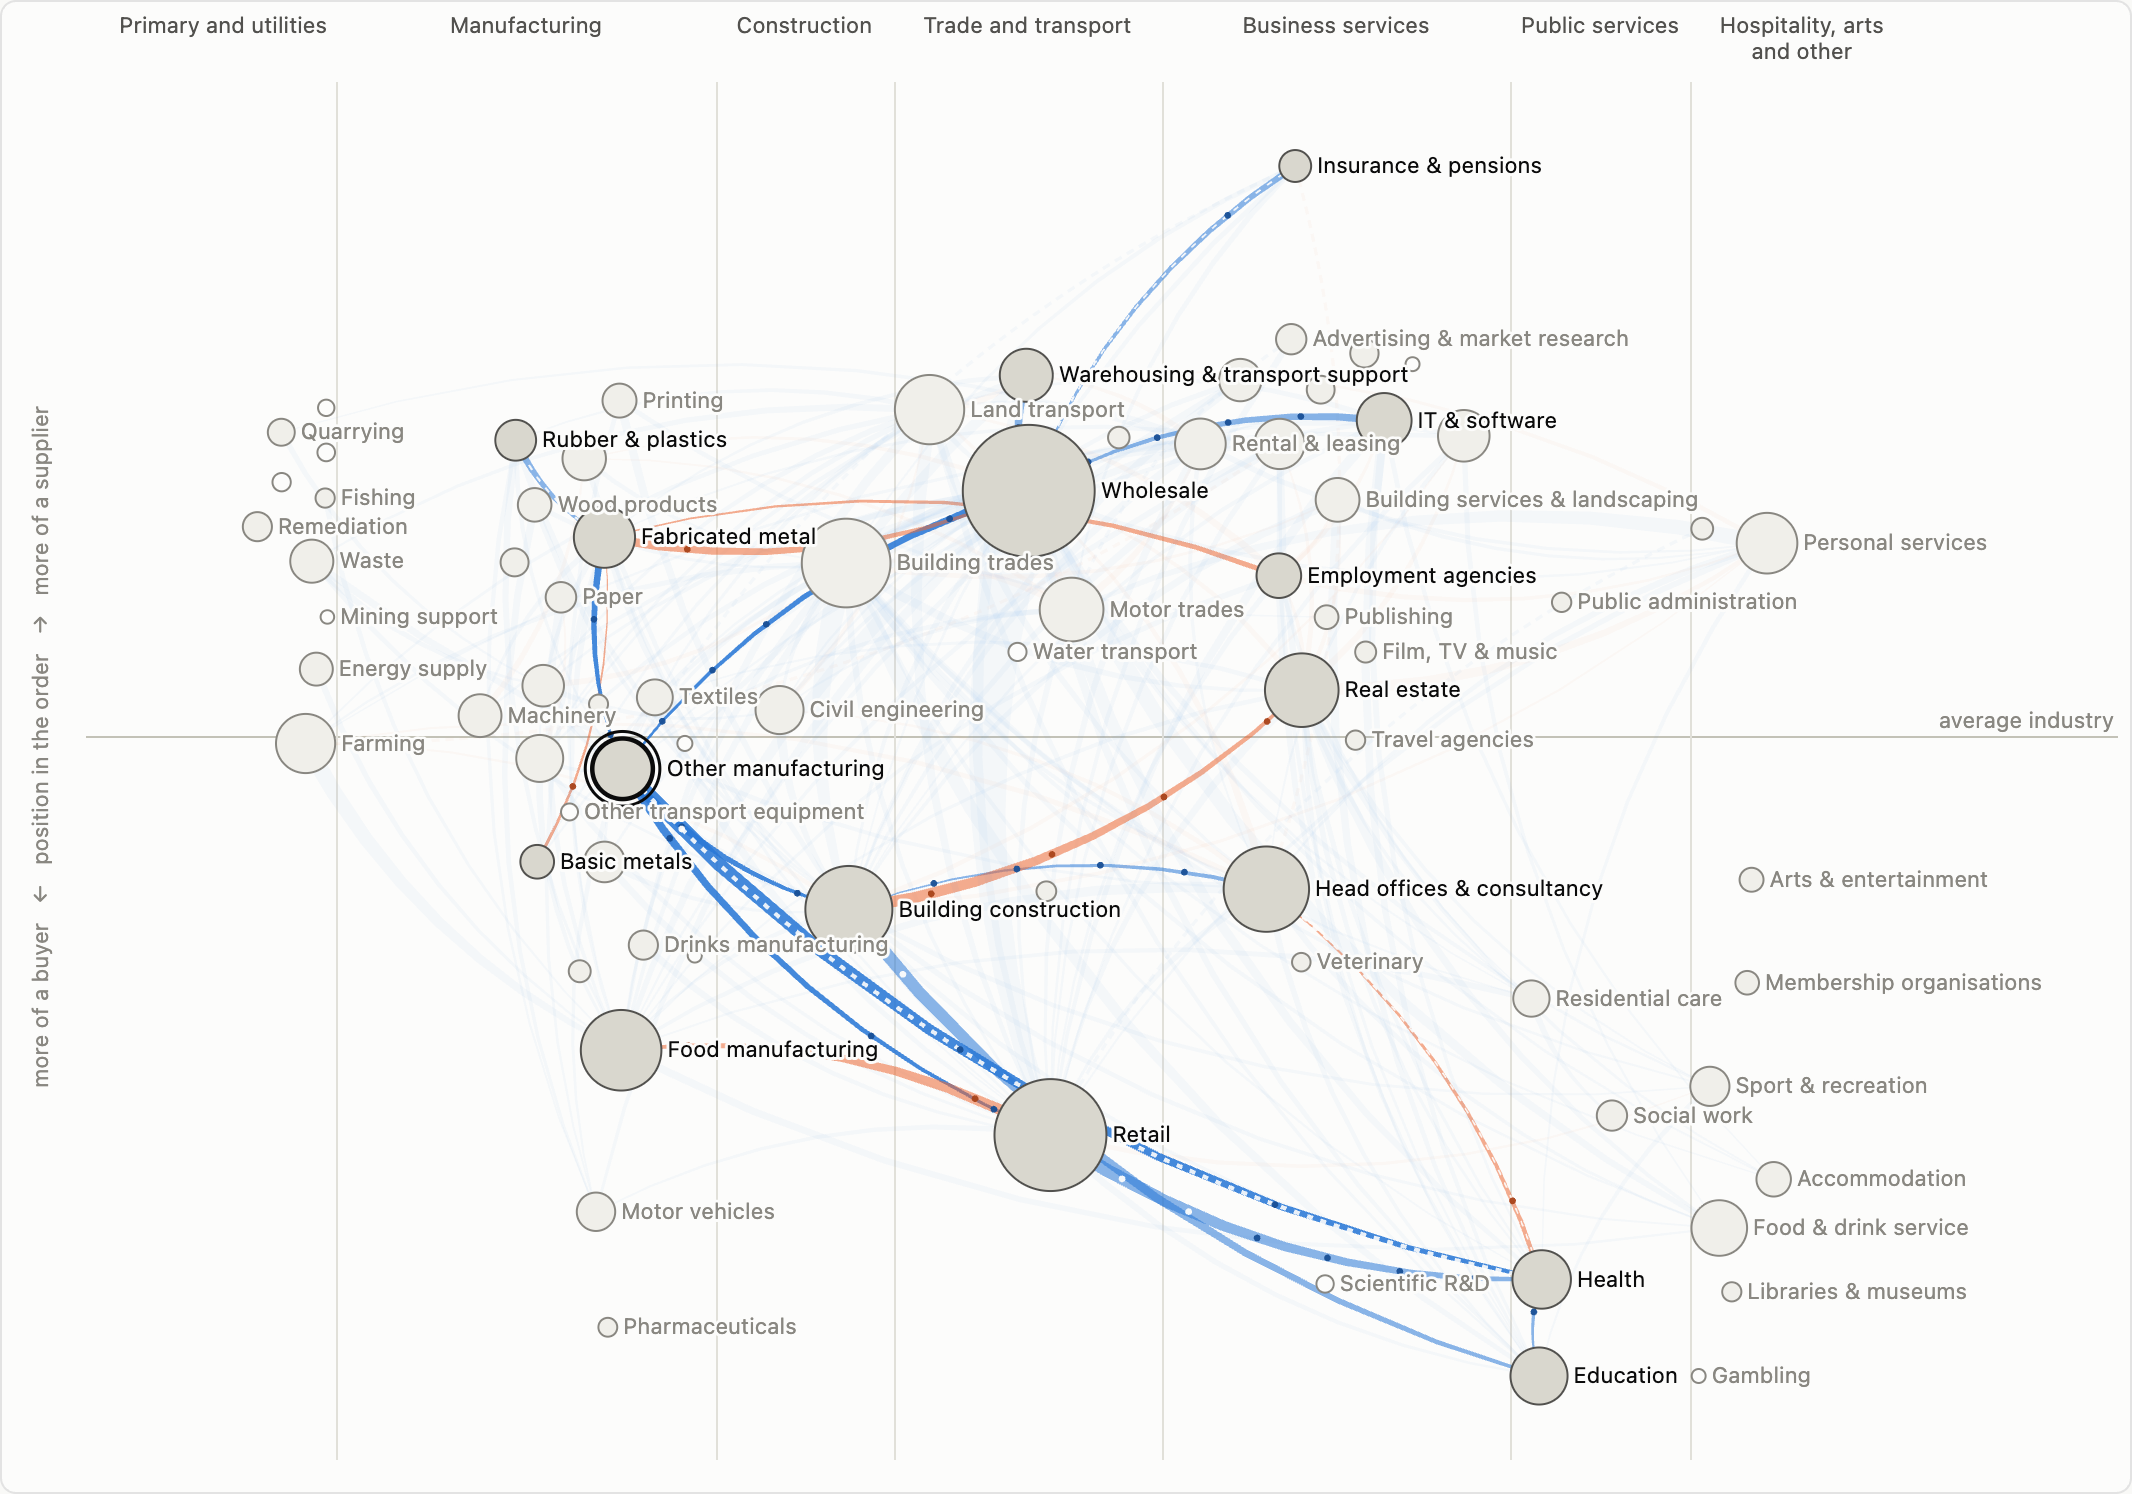 Primary and utilities
Manufacturing
Construction
Trade and transport
Business services
Public services
Hospitality, arts
and other
more of a buyer ← position in the order → more of a supplier
Insurance & pensions
Advertising & market research
Warehousing & transport support
Printing
Land transport
IT & software
Quarrying
Rubber & plastics
Rental & leasing
Wholesale
Fishing
Wood products
Building services & landscaping
Remediation
Fabricated metal
Personal services
Waste
Building trades
Employment agencies
Paper
Public administration
Motor trades
Mining support
Publishing
Water transport
Film, TV & music
Energy supply
Real estate
Textiles
Civil engineering
Machinery
average industry
Farming
Travel agencies
Other manufacturing
Other transport equipment
Basic metals
Arts & entertainment
Head offices & consultancy
Building construction
Drinks manufacturing
Veterinary
Membership organisations
Residential care
Food manufacturing
Sport & recreation
Social work
Retail
Accommodation
Motor vehicles
Food & drink service
Health
Scientific R&D
Libraries & museums
Pharmaceuticals
Education
Gambling